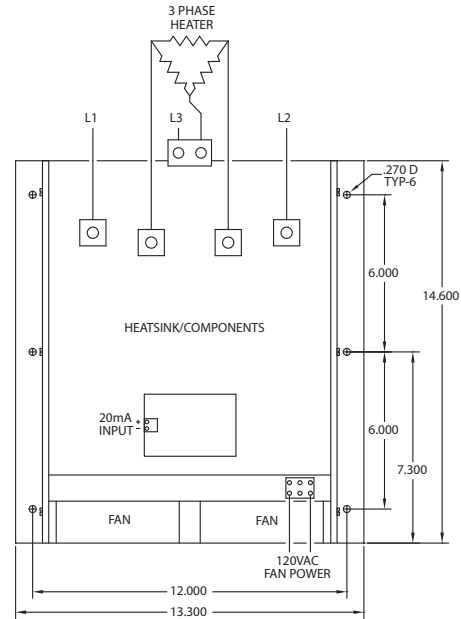 3 PHASE
HEATER
L1
L3
L2
.270 D
TYP-6
6.000
14.600
HEATSINK/COMPONENTS
6.000
7.300
20mA +
INPUT -
FAN
FAN
120VAC
FAN POWER
12.000
13.300